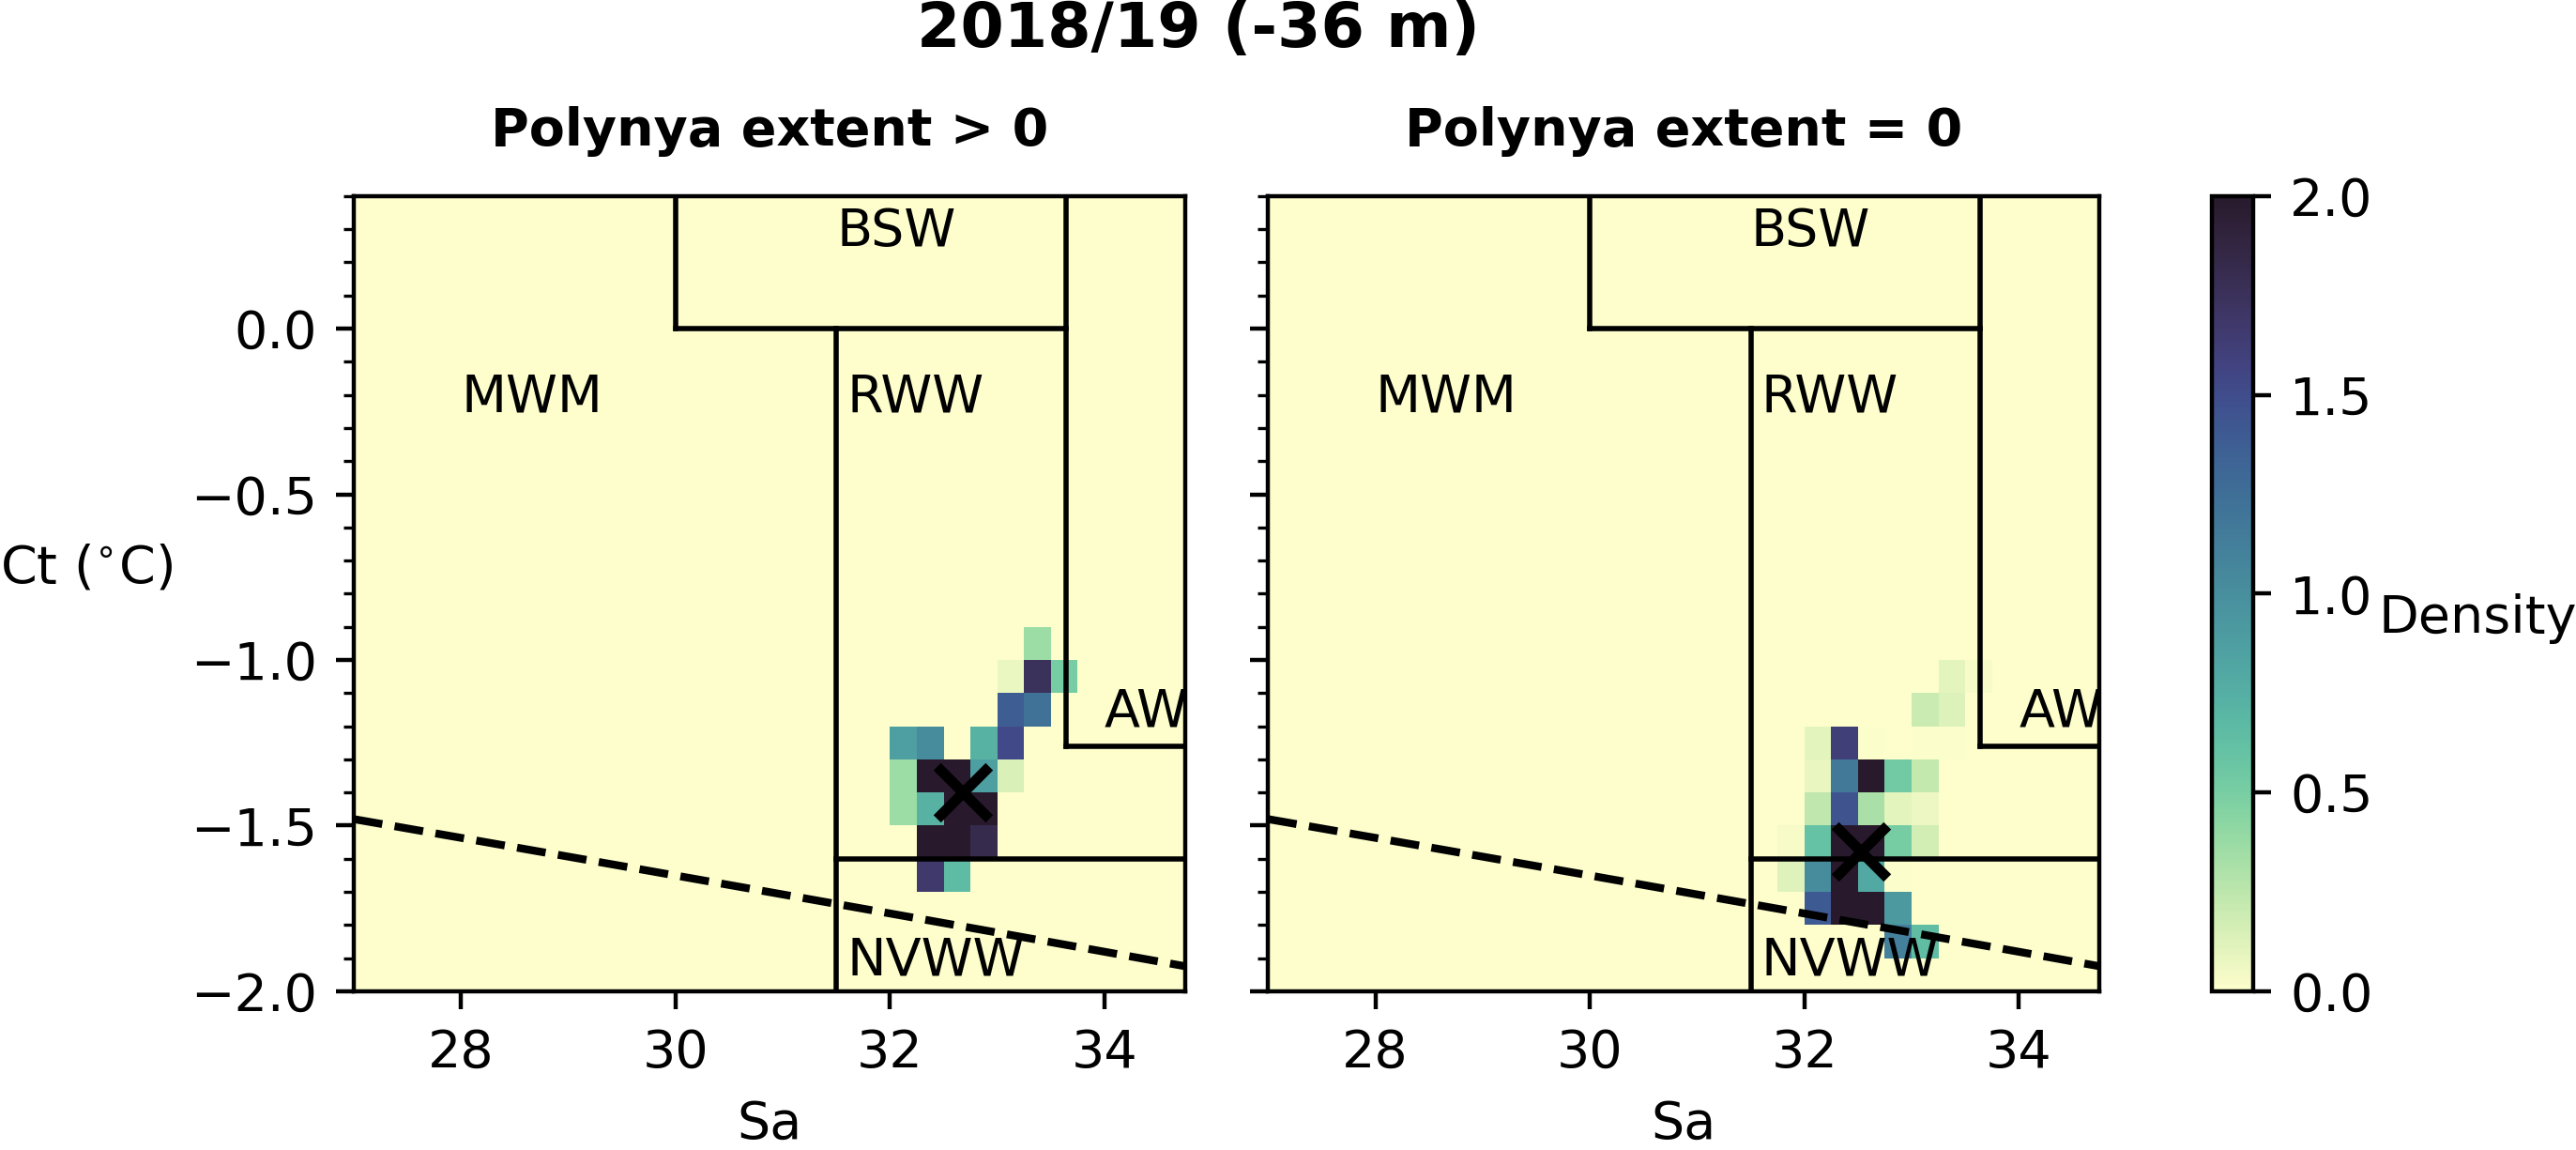 2018/19 (-36 m)
Polynya extent > 0
Polynya extent = 0
BSW
MWM
RWW
AW
NVWW
BSW
MWM
RWW
AW
NVWW
0.0
−0.5
−1.0
−1.5
−2.0
Ct (°C)
28 30 32 34
28 30 32 34
Sa
Sa
2.0
1.5
1.0
0.5
0.0
Density